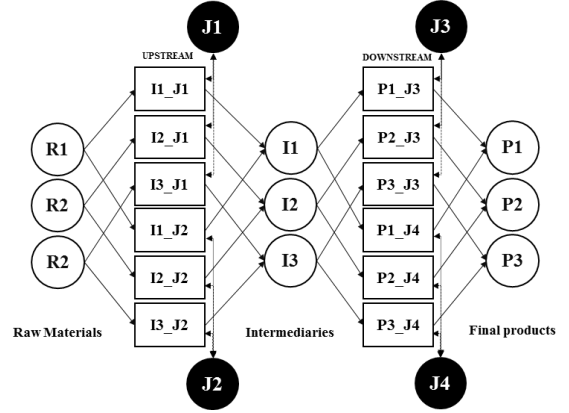 J1
J3
UPSTREAM
DOWNSTREAM
I1_J1
P1_J3
I2_J1
P2_J3
R1
I1
P1
I3_J1
P3_J3
R2
I2
P2
I1_J2
P1_J4
R2
I3
P3
I2_J2
P2_J4
I3_J2
P3_J4
Raw Materials
Intermediaries
Final products
J2
J4